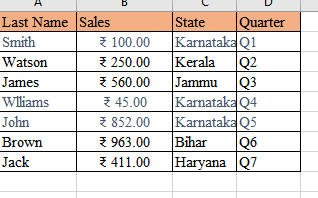 A B C D
Last Name Sales State Quarter
Smith ₹ 100.00 Karnataka Q1
Watson ₹ 250.00 Kerala Q2
James ₹ 560.00 Jammu Q3
Wlliams ₹ 45.00 Karnataka Q4
John ₹ 852.00 Karnataka Q5
Brown ₹ 963.00 Bihar Q6
Jack ₹ 411.00 Haryana Q7